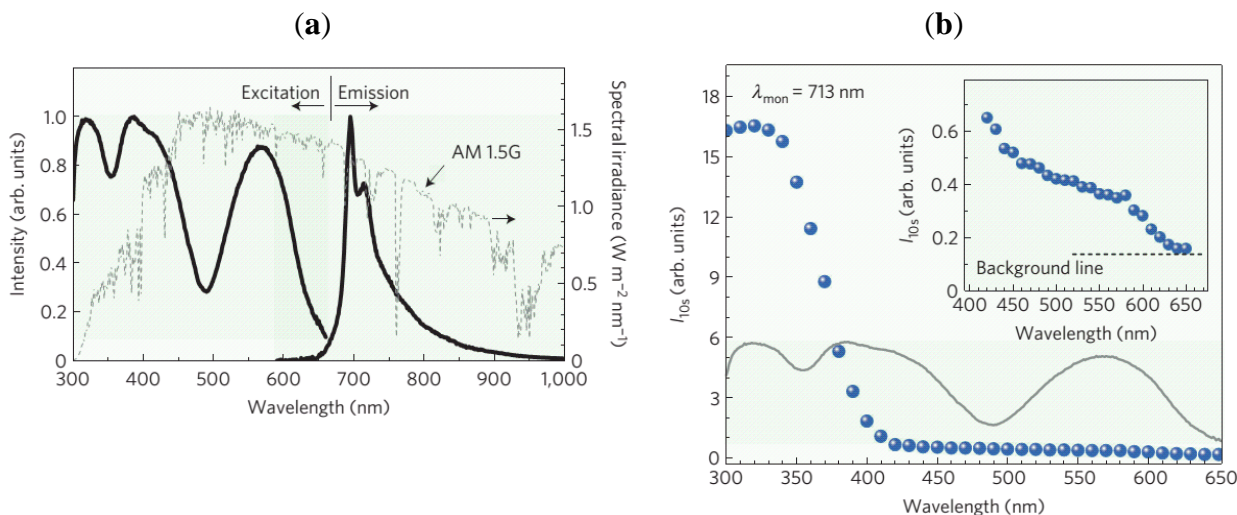 (a)
Excitation
Emission
AM 1.5G
Intensity (arb. units)
1.0
0.8
0.6
0.4
0.2
0
300 400 500 600 700 800 900 1,000
Wavelength (nm)
1.5
1.0
0.5
0
Spectral irradiance (W m⁻² nm⁻¹)
(b)
λmon = 713 nm
I10s (arb. units)
18
15
12
9
6
3
0
300 350 400 450 500 550 600 650
Wavelength (nm)
I10s (arb. units)
0.6
0.4
0.2
0
Background line
400 450 500 550 600 650
Wavelength (nm)